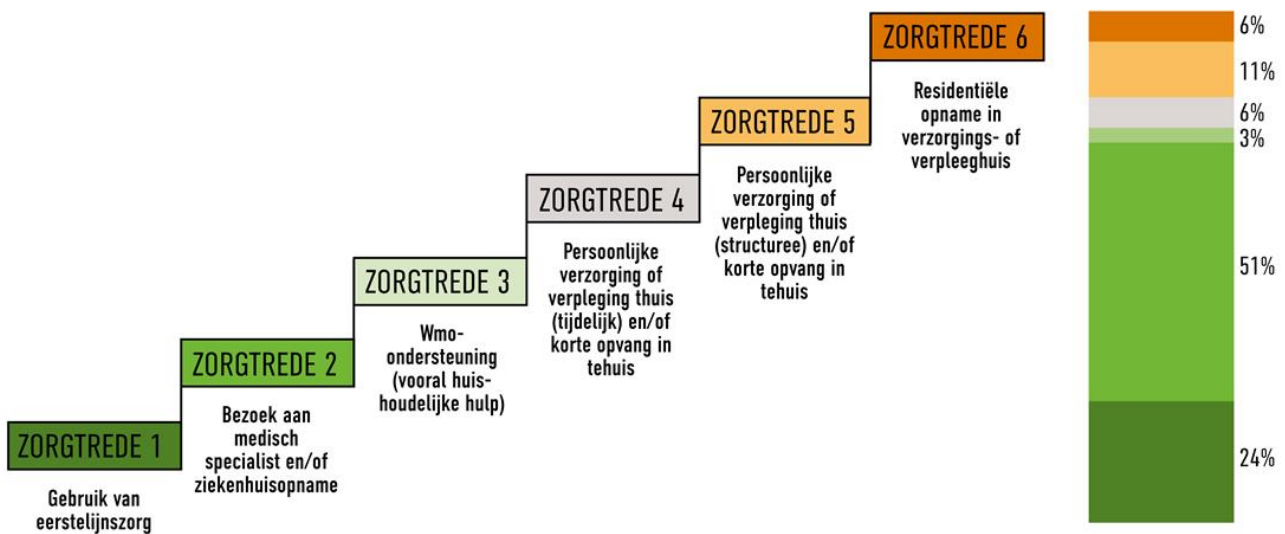 ZORGTREDE 1
Gebruik van
eerstelijnszorg
ZORGTREDE 2
Bezoek aan
medisch
specialist en/of
ziekenhuisopname
ZORGTREDE 3
Wmo-
ondersteuning
(vooral huis-
houdelijke hulp)
ZORGTREDE 4
Persoonlijke
verzorging of
verpleging thuis
(tijdelijk) en/of
korte opvang in
tehuis
ZORGTREDE 5
Persoonlijke
verzorging of
verpleging thuis
(structuree) en/of
korte opvang in
tehuis
ZORGTREDE 6
Residentiële
opname in
verzorgings- of
verpleeghuis
6%
11%
6%
3%
51%
24%